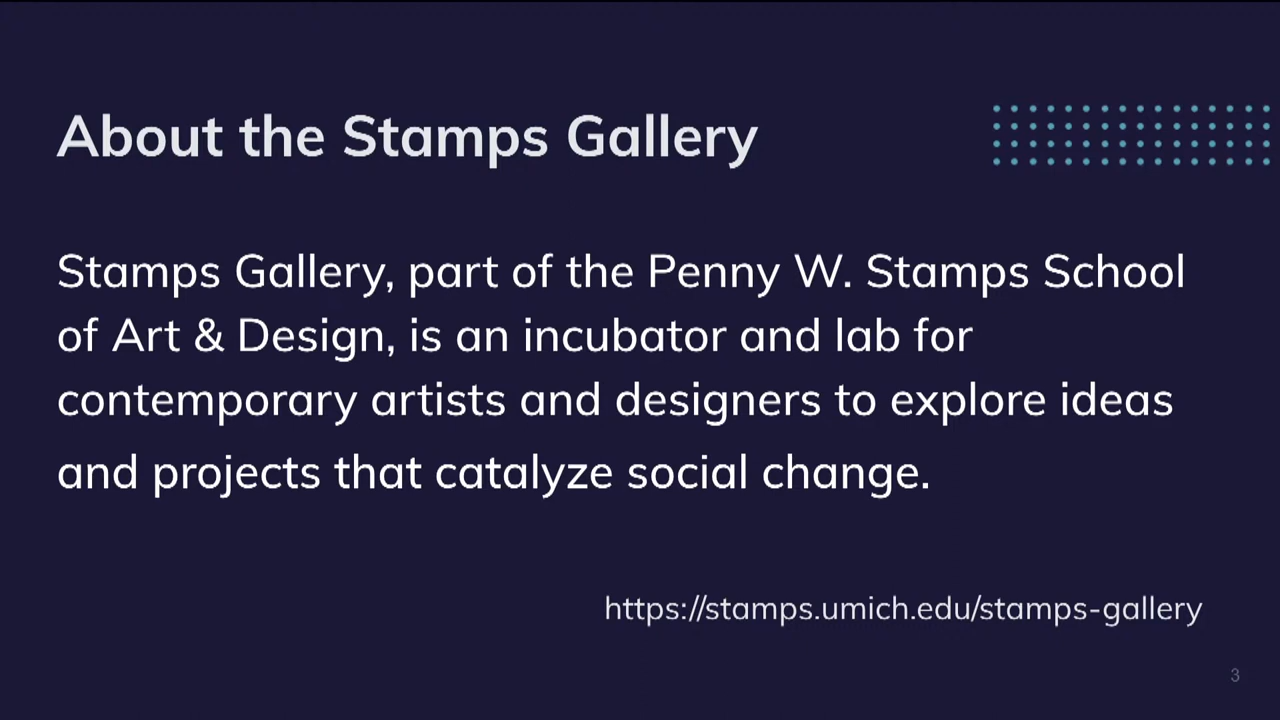 About the Stamps Gallery
Stamps Gallery, part of the Penny W. Stamps School
of Art & Design, is an incubator and lab for
contemporary artists and designers to explore ideas
and projects that catalyze social change.
https://stamps.umich.edu/stamps-gallery
3